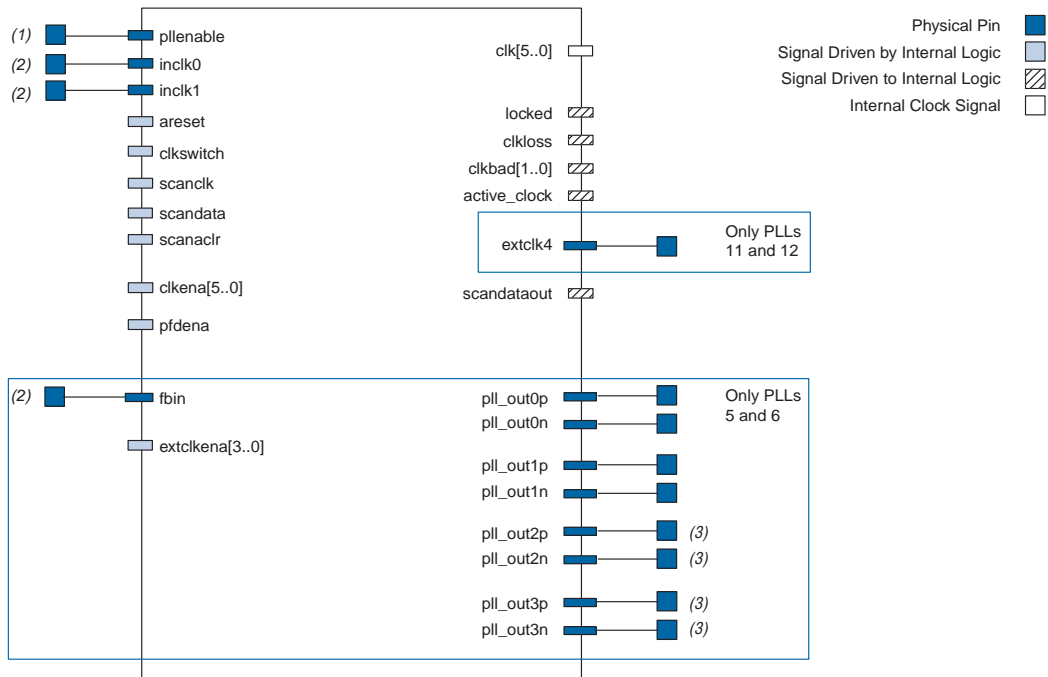 (1) pllenable
(2) inclk0
(2) inclk1
areset
clkswitch
scanclk
scandata
scanaclr
clkena[5..0]
pfdena
(2) fbin
extclkena[3..0]
clk[5..0]
locked
clkloss
clkbad[1..0]
active_clock
extclk4
Only PLLs
11 and 12
scandataout
pll_out0p
pll_out0n
Only PLLs
5 and 6
pll_out1p
pll_out1n
pll_out2p (3)
pll_out2n (3)
pll_out3p (3)
pll_out3n (3)
Physical Pin
Signal Driven by Internal Logic
Signal Driven to Internal Logic
Internal Clock Signal